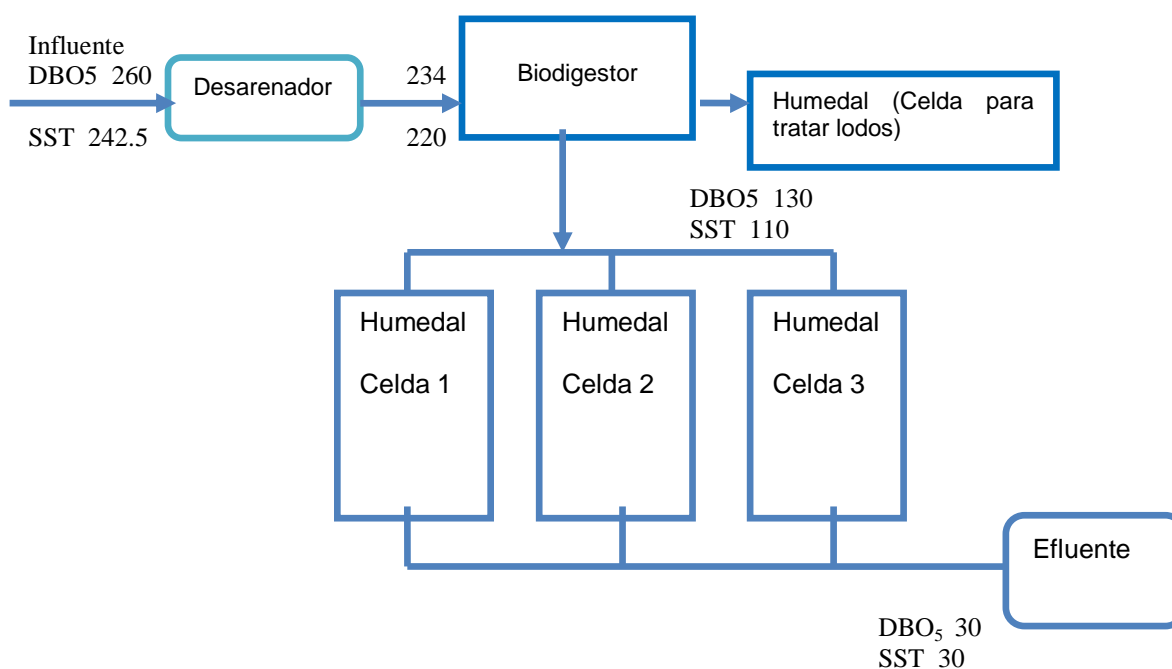 Influente
DBO5 260
SST 242.5
Desarenador
234
220
Biodigestor
Humedal (Celda para
tratar lodos)
DBO5 130
SST 110
Humedal
Celda 1
Humedal
Celda 2
Humedal
Celda 3
Efluente
DBO₅ 30
SST 30